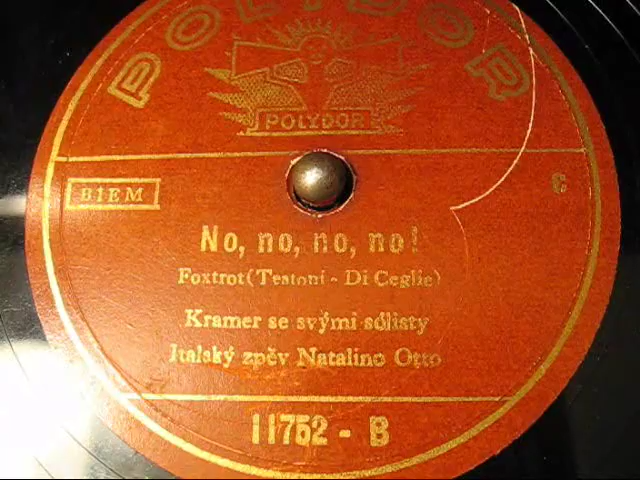 POLYDOR
POLYDOR
BIEM
C
No, no, no, no!
Foxtrot (Testoni - Di Ceglie)
Kramer se svými sólisty
Italský zpěv Natalino Otto
11752 - B